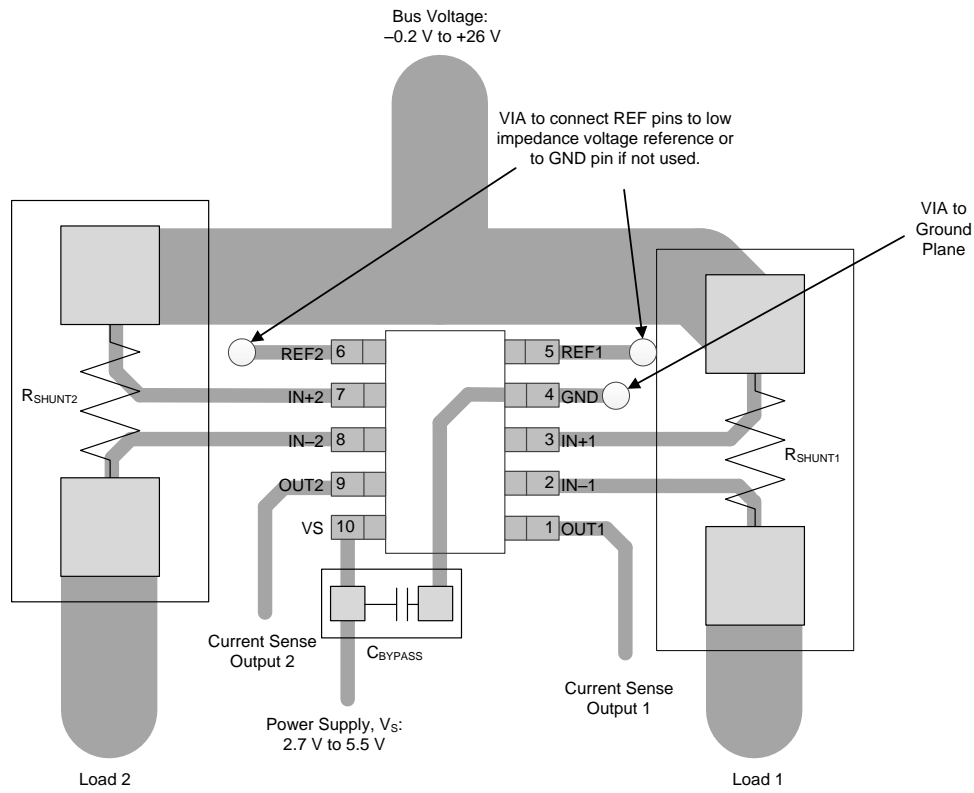 Bus Voltage:
–0.2 V to +26 V
VIA to connect REF pins to low
impedance voltage reference or
to GND pin if not used.
VIA to
Ground
Plane
REF2 6
5 REF1
IN+2 7
4 GND
RSHUNT2
IN–2 8
3 IN+1
RSHUNT1
OUT2 9
2 IN–1
VS 10
1 OUT1
Current Sense
Output 2
CBYPASS
Current Sense
Output 1
Power Supply, VS:
2.7 V to 5.5 V
Load 2
Load 1